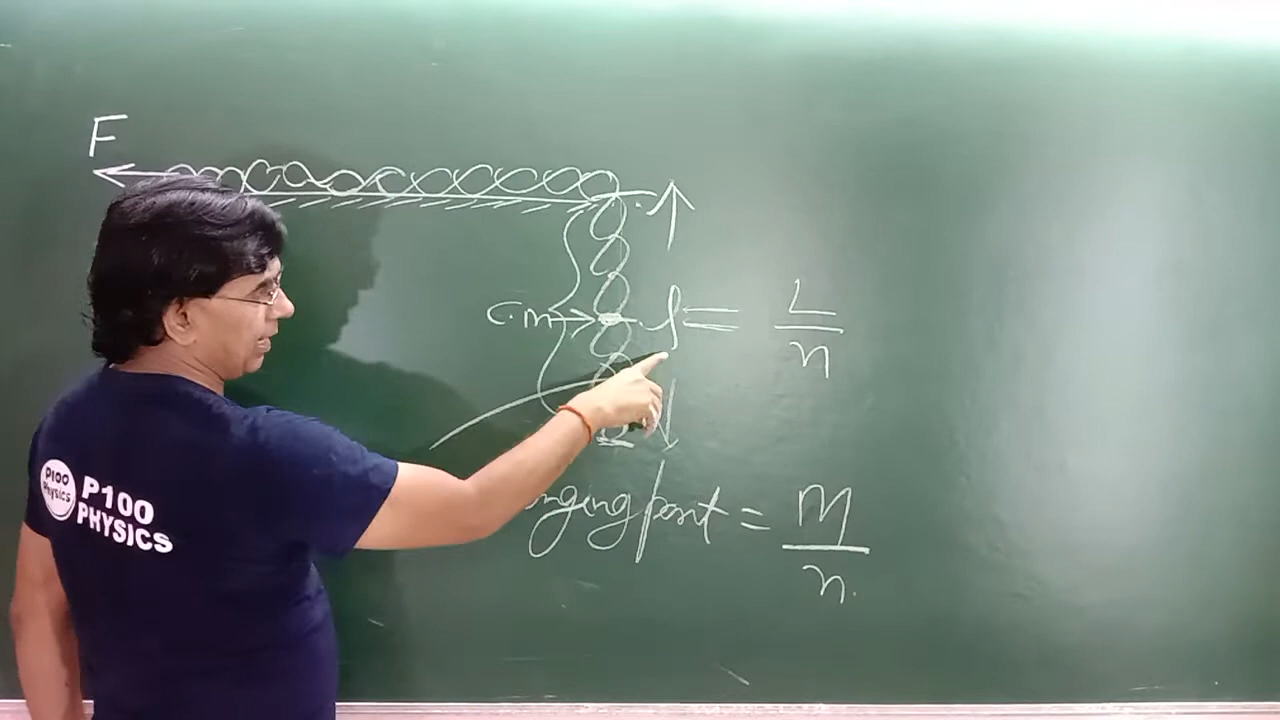 F
C.m l = L/n
nging part = M/n
P100 Physics
P100
PHYSICS